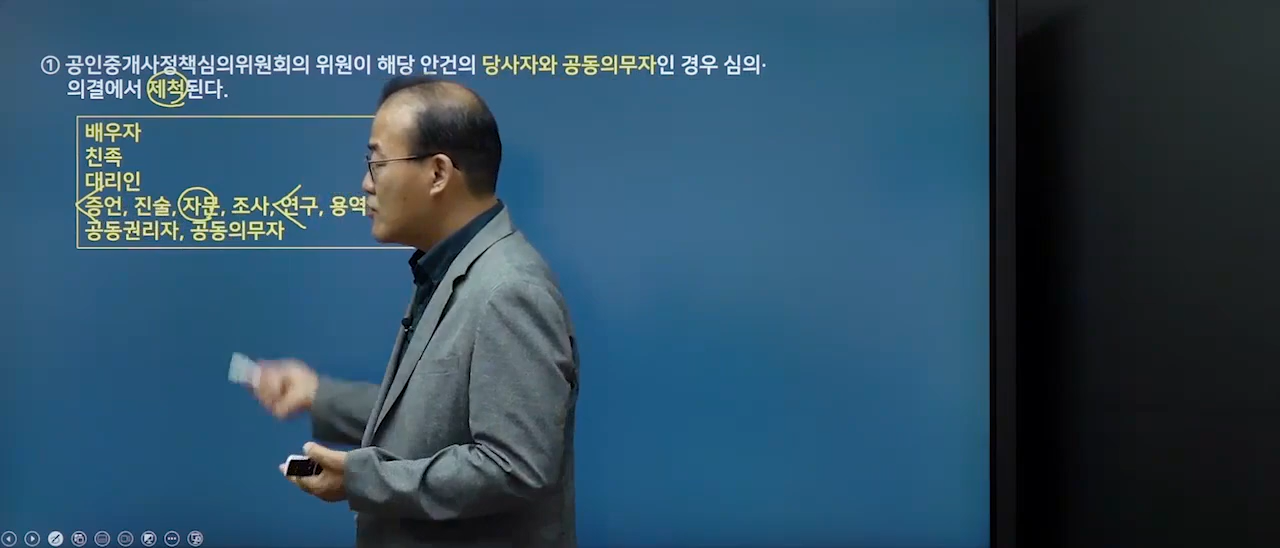 ① 공인중개사정책심의위원회의 위원이 해당 안건의 당사자와 공동의무자인 경우 심의·
의결에서 제척된다.
배우자
친족
대리인
증언, 진술, 자문, 조사, 연구, 용역
공동권리자, 공동의무자